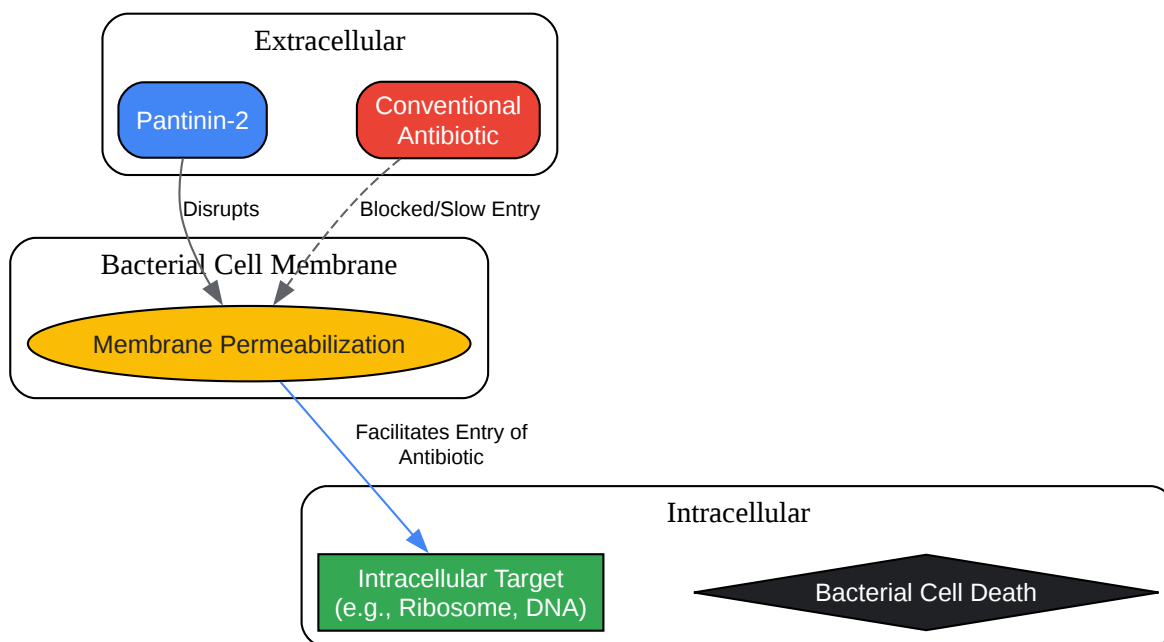 Extracellular
Pantinin-2
Conventional
Antibiotic
Disrupts
Blocked/Slow Entry
Bacterial Cell Membrane
Membrane Permeabilization
Facilitates Entry of
Antibiotic
Intracellular
Intracellular Target
(e.g., Ribosome, DNA)
Bacterial Cell Death